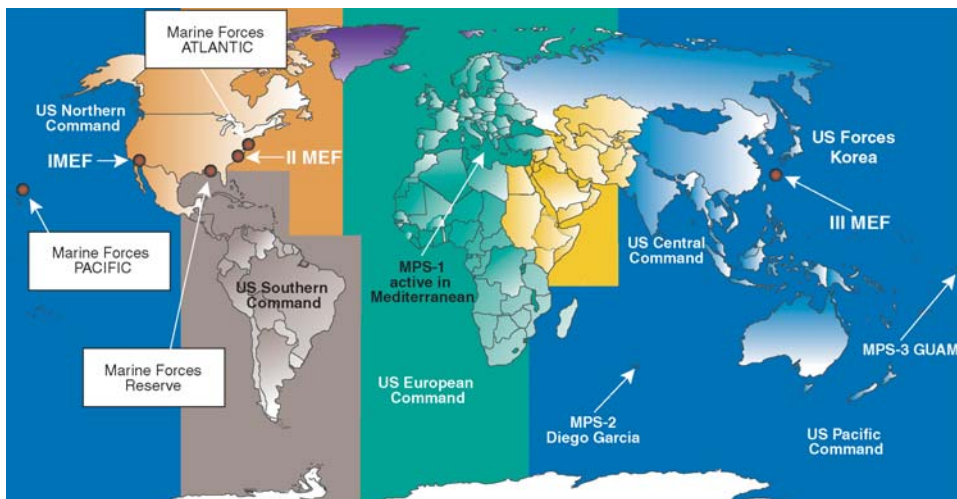 Marine Forces
ATLANTIC
US Northern
Command
IMEF
II MEF
US Forces
Korea
III MEF
Marine Forces
PACIFIC
US Southern
Command
MPS-1
active in
Mediterranean
US Central
Command
Marine Forces
Reserve
US European
Command
MPS-2
Diego Garcia
MPS-3 GUAM
US Pacific
Command